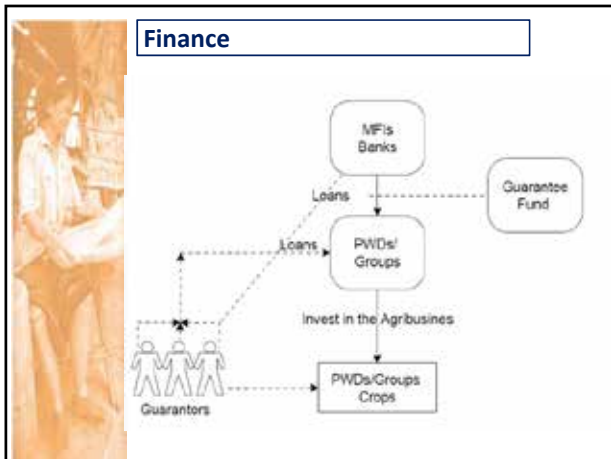 Finance
MFIs
Banks
Loans
Guarantee
Fund
Loans
PWDs/
Groups
Invest in the Agribusines
PWDs/Groups
Crops
Guarantors